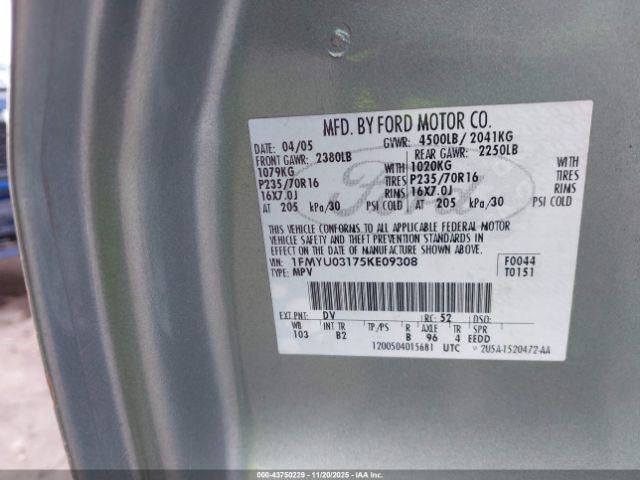 MFD. BY FORD MOTOR CO.
DATE: 04/05 GVWR: 4500LB/ 2041KG
FRONT GAWR: 2380LB REAR GAWR: 2250LB
1079KG 1020KG WITH
P235/70R16 TIRES P235/70R16 TIRES
16X7.0J RIMS 16X7.0J RIMS
AT 205 kPa/30 PSI COLD AT 205 kPa/30 PSI COLD
WITH
Ford
THIS VEHICLE CONFORMS TO ALL APPLICABLE FEDERAL MOTOR
VEHICLE SAFETY AND THEFT PREVENTION STANDARDS IN
EFFECT ON THE DATE OF MANUFACTURE SHOWN ABOVE.
VIN: 1FMYU03175KE09308 F0044
TYPE: MPV T0151
EXT PNT: DV RC: 52 DSO:
WB INT TR TP/PS R AXLE TR SPR
103 B2 B 96 4 EEDD
1200504015681 UTC 2U5A-1520472-AA
000-43750229 - 11/20/2025 - IAAI.COM